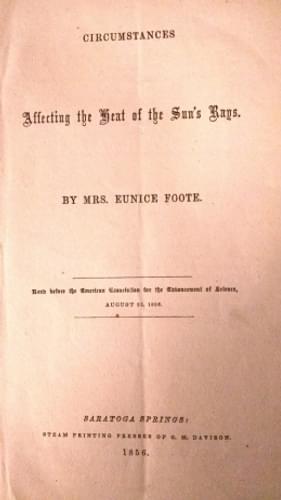 CIRCUMSTANCES
Affecting the Heat of the Sun's Rays.
BY MRS. EUNICE FOOTE.
Read before the American Association for the Advancement of Science,
AUGUST 23, 1856.
SARATOGA SPRINGS:
STEAM PRINTING PRESSES OF G. M. DAVISON.
1856.